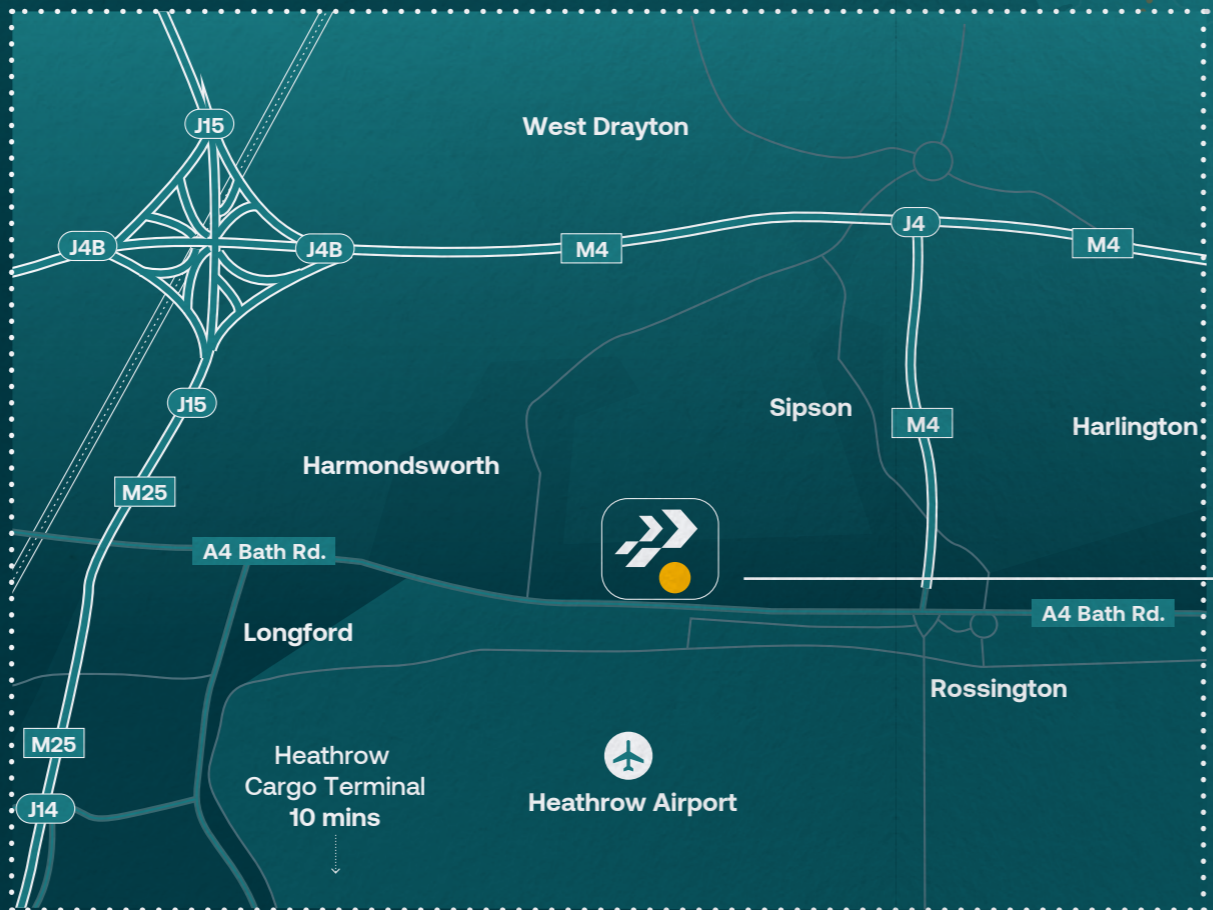 J15
West Drayton
J4B
J4B
M4
J4
M4
J15
Sipson
M4
Harlington
Harmondsworth
M25
A4 Bath Rd.
A4 Bath Rd.
Longford
Rossington
M25
Heathrow
Cargo Terminal
10 mins
Heathrow Airport
J14